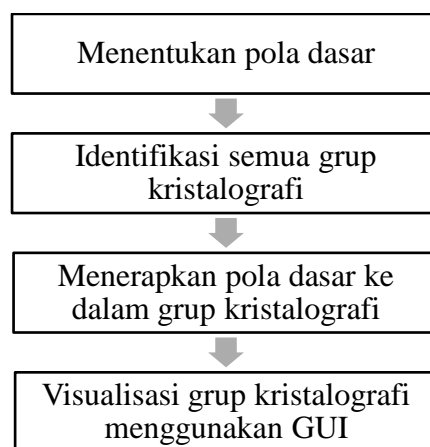 Menentukan pola dasar
Identifikasi semua grup
kristalografi
Menerapkan pola dasar ke
dalam grup kristalografi
Visualisasi grup kristalografi
menggunakan GUI